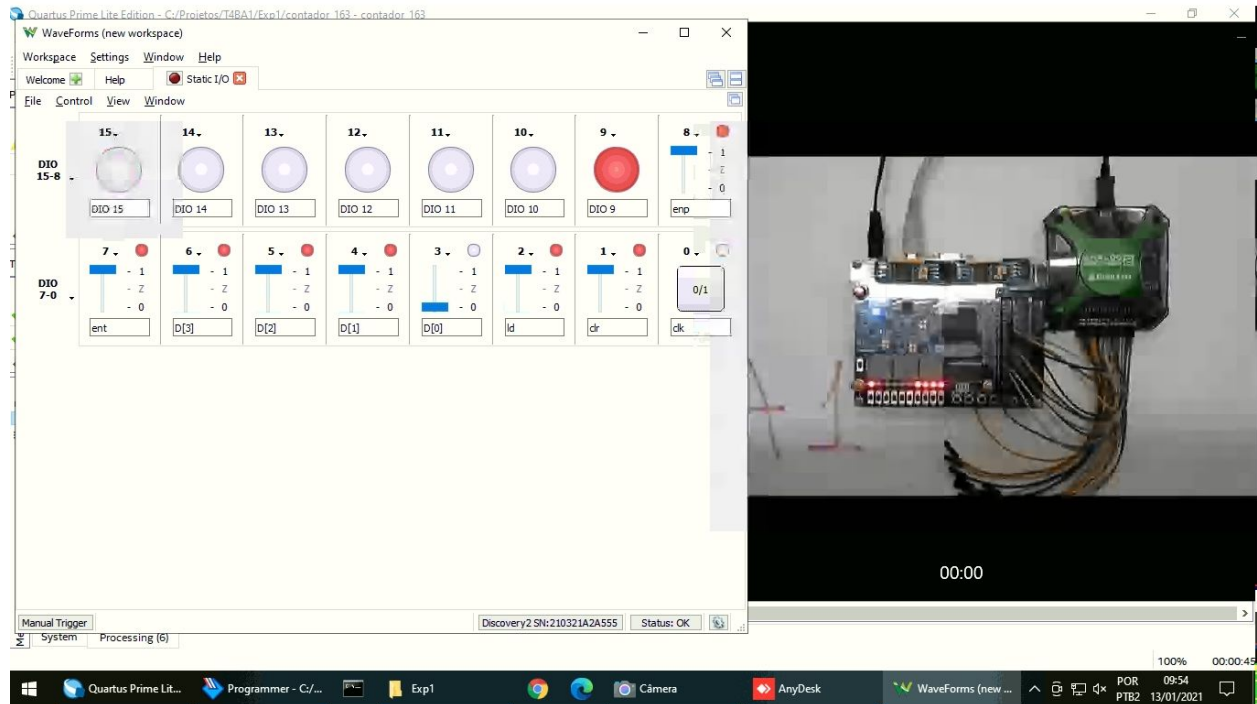 Quartus Prime Lite Edition - C:/Projetos/T4BA1/Exp1/contador_163 - contador_163
WaveForms (new workspace)
Workspace Settings Window Help
Welcome Help Static I/O
File Control View Window
15 14 13 12 11 10 9 8
DIO
15-8
1
Z
0
DIO 15 DIO 14 DIO 13 DIO 12 DIO 11 DIO 10 DIO 9 enp
7 6 5 4 3 2 1 0
DIO
7-0
- 1 - 1 - 1 - 1 - 1 - 1 - 1
- Z - Z - Z - Z - Z - Z - Z
- 0 - 0 - 0 - 0 - 0 - 0 - 0
0/1
ent D[3] D[2] D[1] D[0] ld clr clk
00:00
Manual Trigger Discovery2 SN:210321A2A555 Status: OK
System Processing (6)
100% 00:00:45
Quartus Prime Lit... Programmer - C:/... Exp1 Câmera AnyDesk WaveForms (new ... POR 09:54
PTB2 13/01/2021